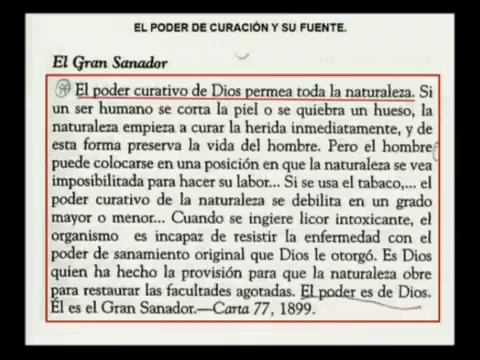 EL PODER DE CURACIÓN Y SU FUENTE.
El Gran Sanador
El poder curativo de Dios permea toda la naturaleza. Si
un ser humano se corta la piel o se quiebra un hueso, la
naturaleza empieza a curar la herida inmediatamente, y de
esta forma preserva la vida del hombre. Pero el hombre
puede colocarse en una posición en que la naturaleza se vea
imposibilitada para hacer su labor... Si se usa el tabaco,... el
poder curativo de la naturaleza se debilita en un grado
mayor o menor... Cuando se ingiere licor intoxicante, el
organismo es incapaz de resistir la enfermedad con el
poder de sanamiento original que Dios le otorgó. Es Dios
quien ha hecho la provisión para que la naturaleza obre
para restaurar las facultades agotadas. El poder es de Dios.
Él es el Gran Sanador.—Carta 77, 1899.